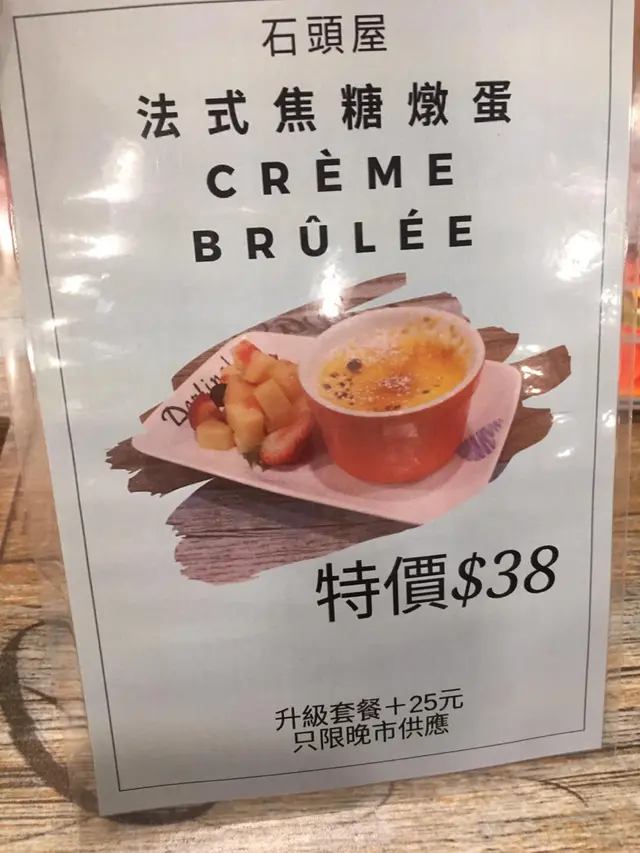 石頭屋
法式焦糖燉蛋
CRÈME
BRÛLÉE
特價$38
升級套餐＋25元
只限晚市供應